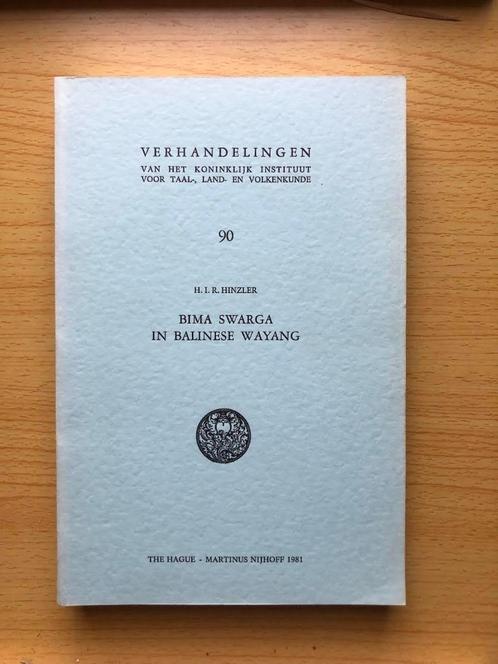 VERHANDELINGEN
VAN HET KONINKLIJK INSTITUUT
VOOR TAAL-, LAND- EN VOLKENKUNDE
90
H. I. R. HINZLER
BIMA SWARGA
IN BALINESE WAYANG
THE HAGUE - MARTINUS NIJHOFF 1981